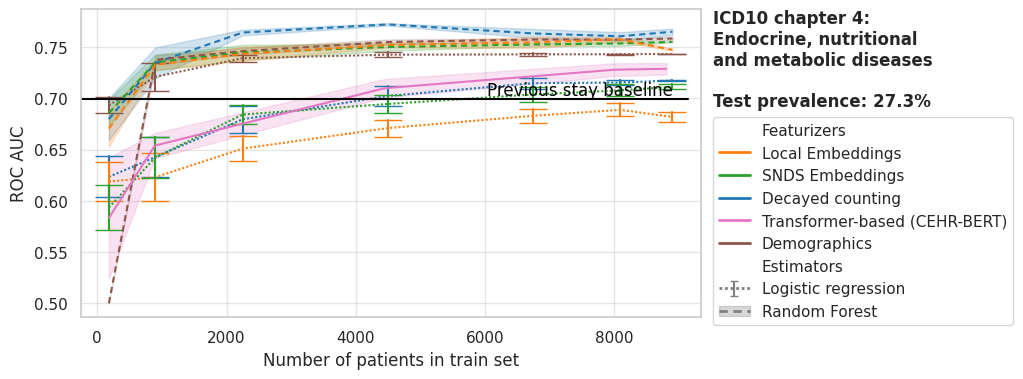 ICD10 chapter 4:
Endocrine, nutritional
and metabolic diseases
Test prevalence: 27.3%
ROC AUC
0.75
0.70
0.65
0.60
0.55
0.50
Previous stay baseline
0
2000
4000
6000
8000
Number of patients in train set
Featurizers
Local Embeddings
SNDS Embeddings
Decayed counting
Transformer-based (CEHR-BERT)
Demographics
Estimators
Logistic regression
Random Forest